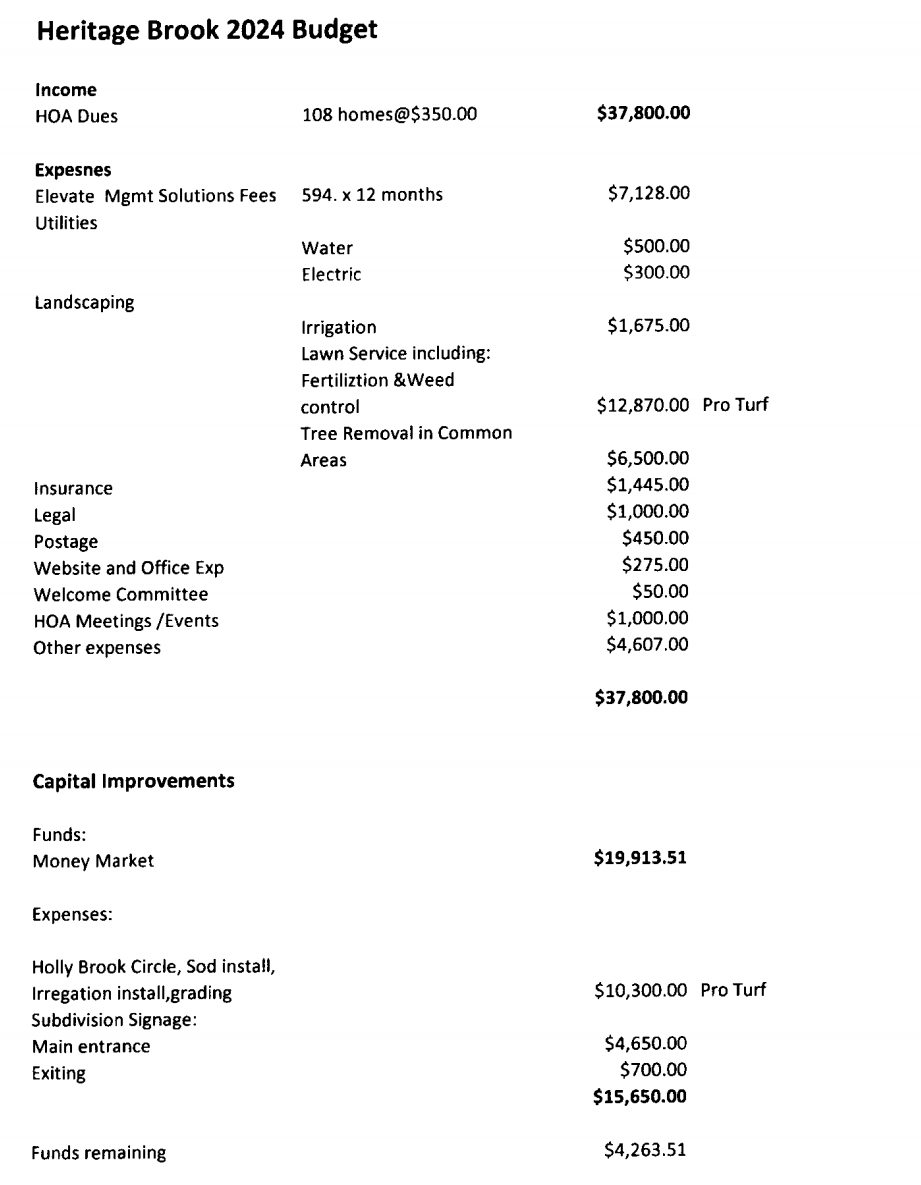 Heritage Brook 2024 Budget
Income
HOA Dues 108 homes@$350.00 $37,800.00
Expesnes
Elevate Mgmt Solutions Fees 594. x 12 months $7,128.00
Utilities
Water $500.00
Electric $300.00
Landscaping
Irrigation $1,675.00
Lawn Service including:
Fertiliztion &Weed
control $12,870.00 Pro Turf
Tree Removal in Common
Areas $6,500.00
Insurance $1,445.00
Legal $1,000.00
Postage $450.00
Website and Office Exp $275.00
Welcome Committee $50.00
HOA Meetings /Events $1,000.00
Other expenses $4,607.00
$37,800.00
Capital Improvements
Funds:
Money Market $19,913.51
Expenses:
Holly Brook Circle, Sod install,
Irregation install,grading $10,300.00 Pro Turf
Subdivision Signage:
Main entrance $4,650.00
Exiting $700.00
$15,650.00
Funds remaining $4,263.51